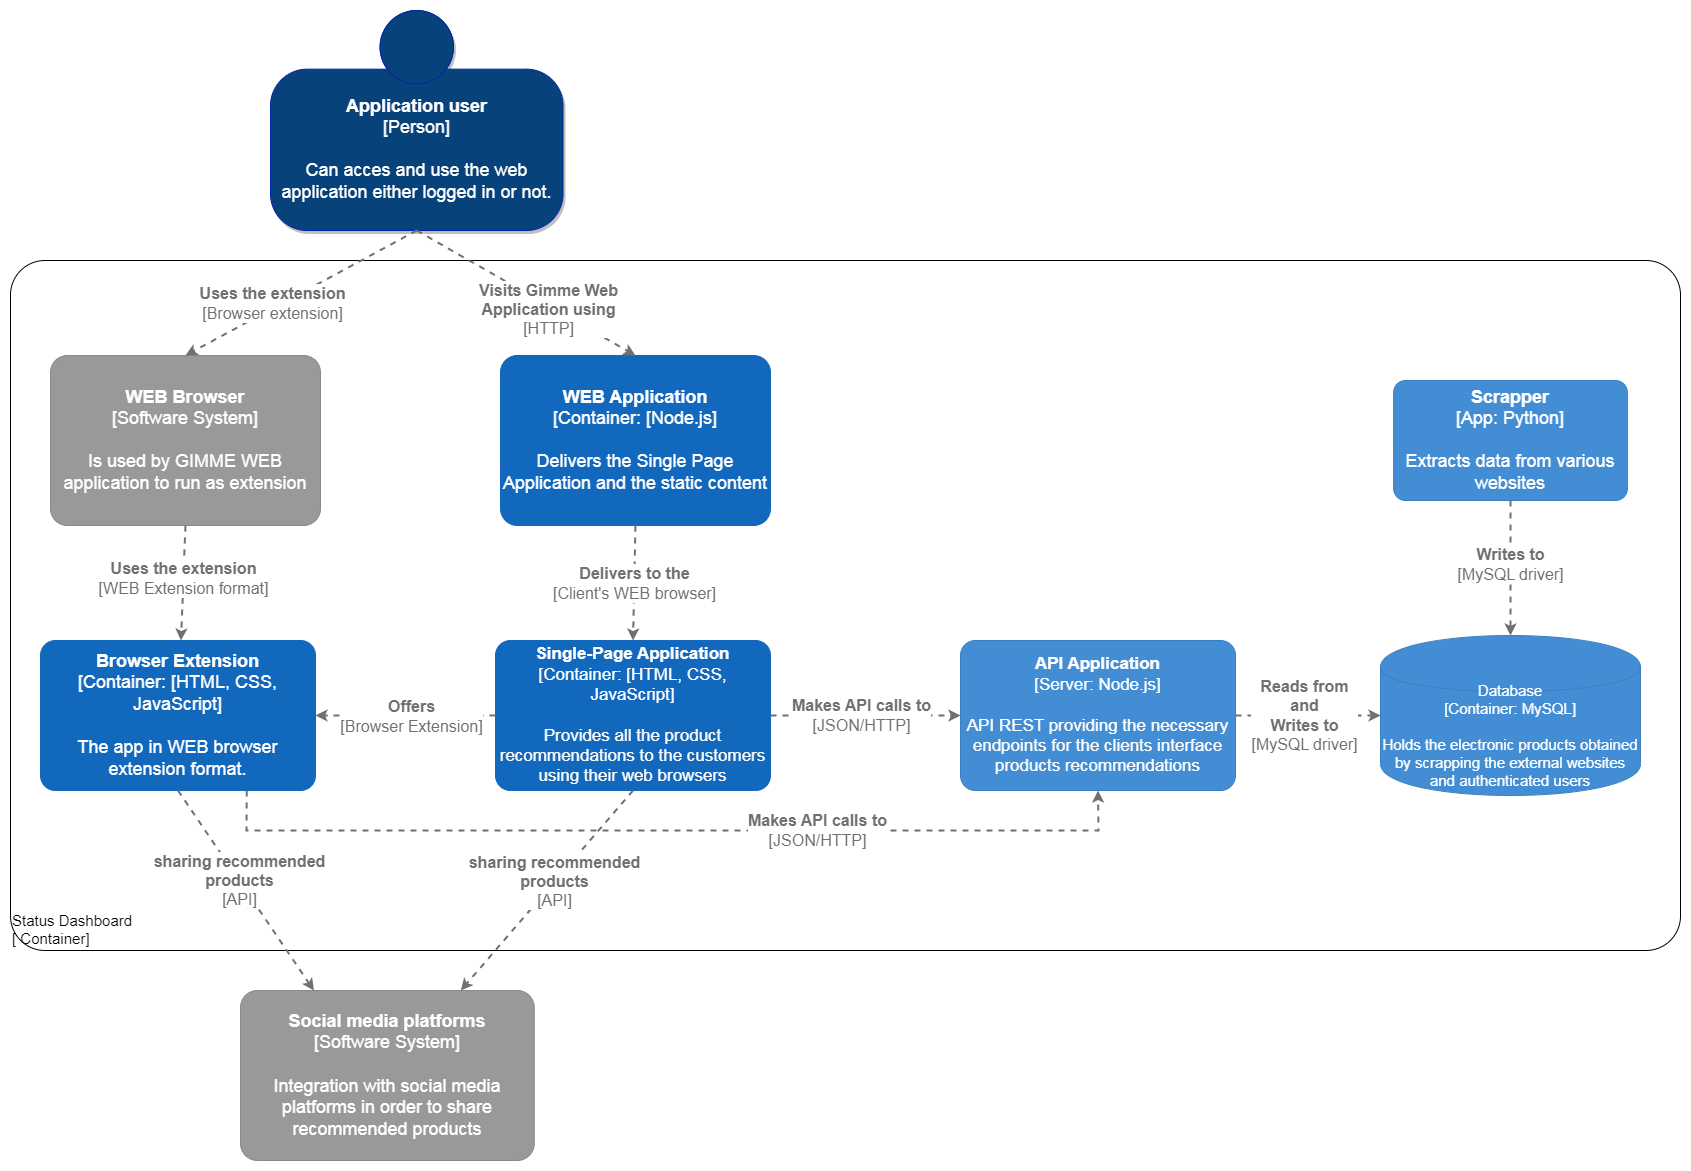 Application user
[Person]
Can acces and use the web
application either logged in or not.
Uses the extension
[Browser extension]
Visits Gimme Web
Application using
[HTTP]
WEB Browser
[Software System]
Is used by GIMME WEB
application to run as extension
WEB Application
[Container: [Node.js]
Delivers the Single Page
Application and the static content
Scrapper
[App: Python]
Extracts data from various
websites
Uses the extension
[WEB Extension format]
Delivers to the
[Client's WEB browser]
Writes to
[MySQL driver]
Browser Extension
[Container: [HTML, CSS,
JavaScript]
The app in WEB browser
extension format.
Offers
[Browser Extension]
Single-Page Application
[Container: [HTML, CSS,
JavaScript]
Provides all the product
recommendations to the customers
using their web browsers
Makes API calls to
[JSON/HTTP]
API Application
[Server: Node.js]
API REST providing the necessary
endpoints for the clients interface
products recommendations
Reads from
and
Writes to
[MySQL driver]
Database
[Container: MySQL]
Holds the electronic products obtained
by scrapping the external websites
and authenticated users
Makes API calls to
[JSON/HTTP]
sharing recommended
products
[API]
sharing recommended
products
[API]
Status Dashboard
[ Container]
Social media platforms
[Software System]
Integration with social media
platforms in order to share
recommended products